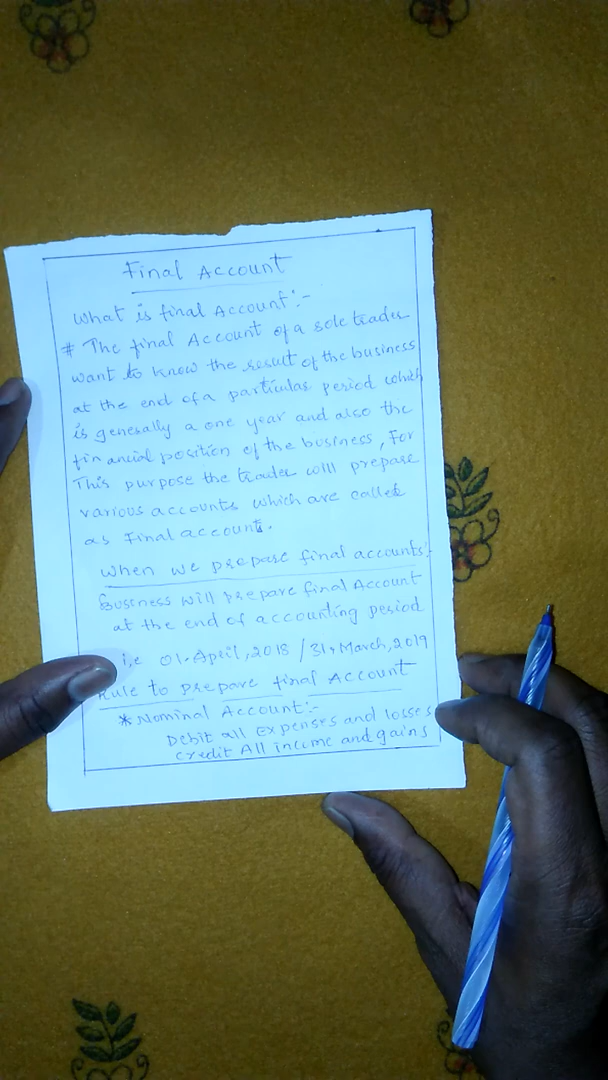 Final Account
What is final Account:-
# The final Account of a sole trader
want to know the result of the business
at the end of a particular period which
is generally a one year and also the
financial position of the business, For
This purpose the trader will prepare
various accounts which are called
as Final account.
When we prepare final accounts:-
Business will prepare final Account
at the end of accounting period
i,e 01-April,2018 / 31,March,2019
Rule to prepare final Account
* Nominal Account:-
Debit all expenses and losses
credit All income and gains